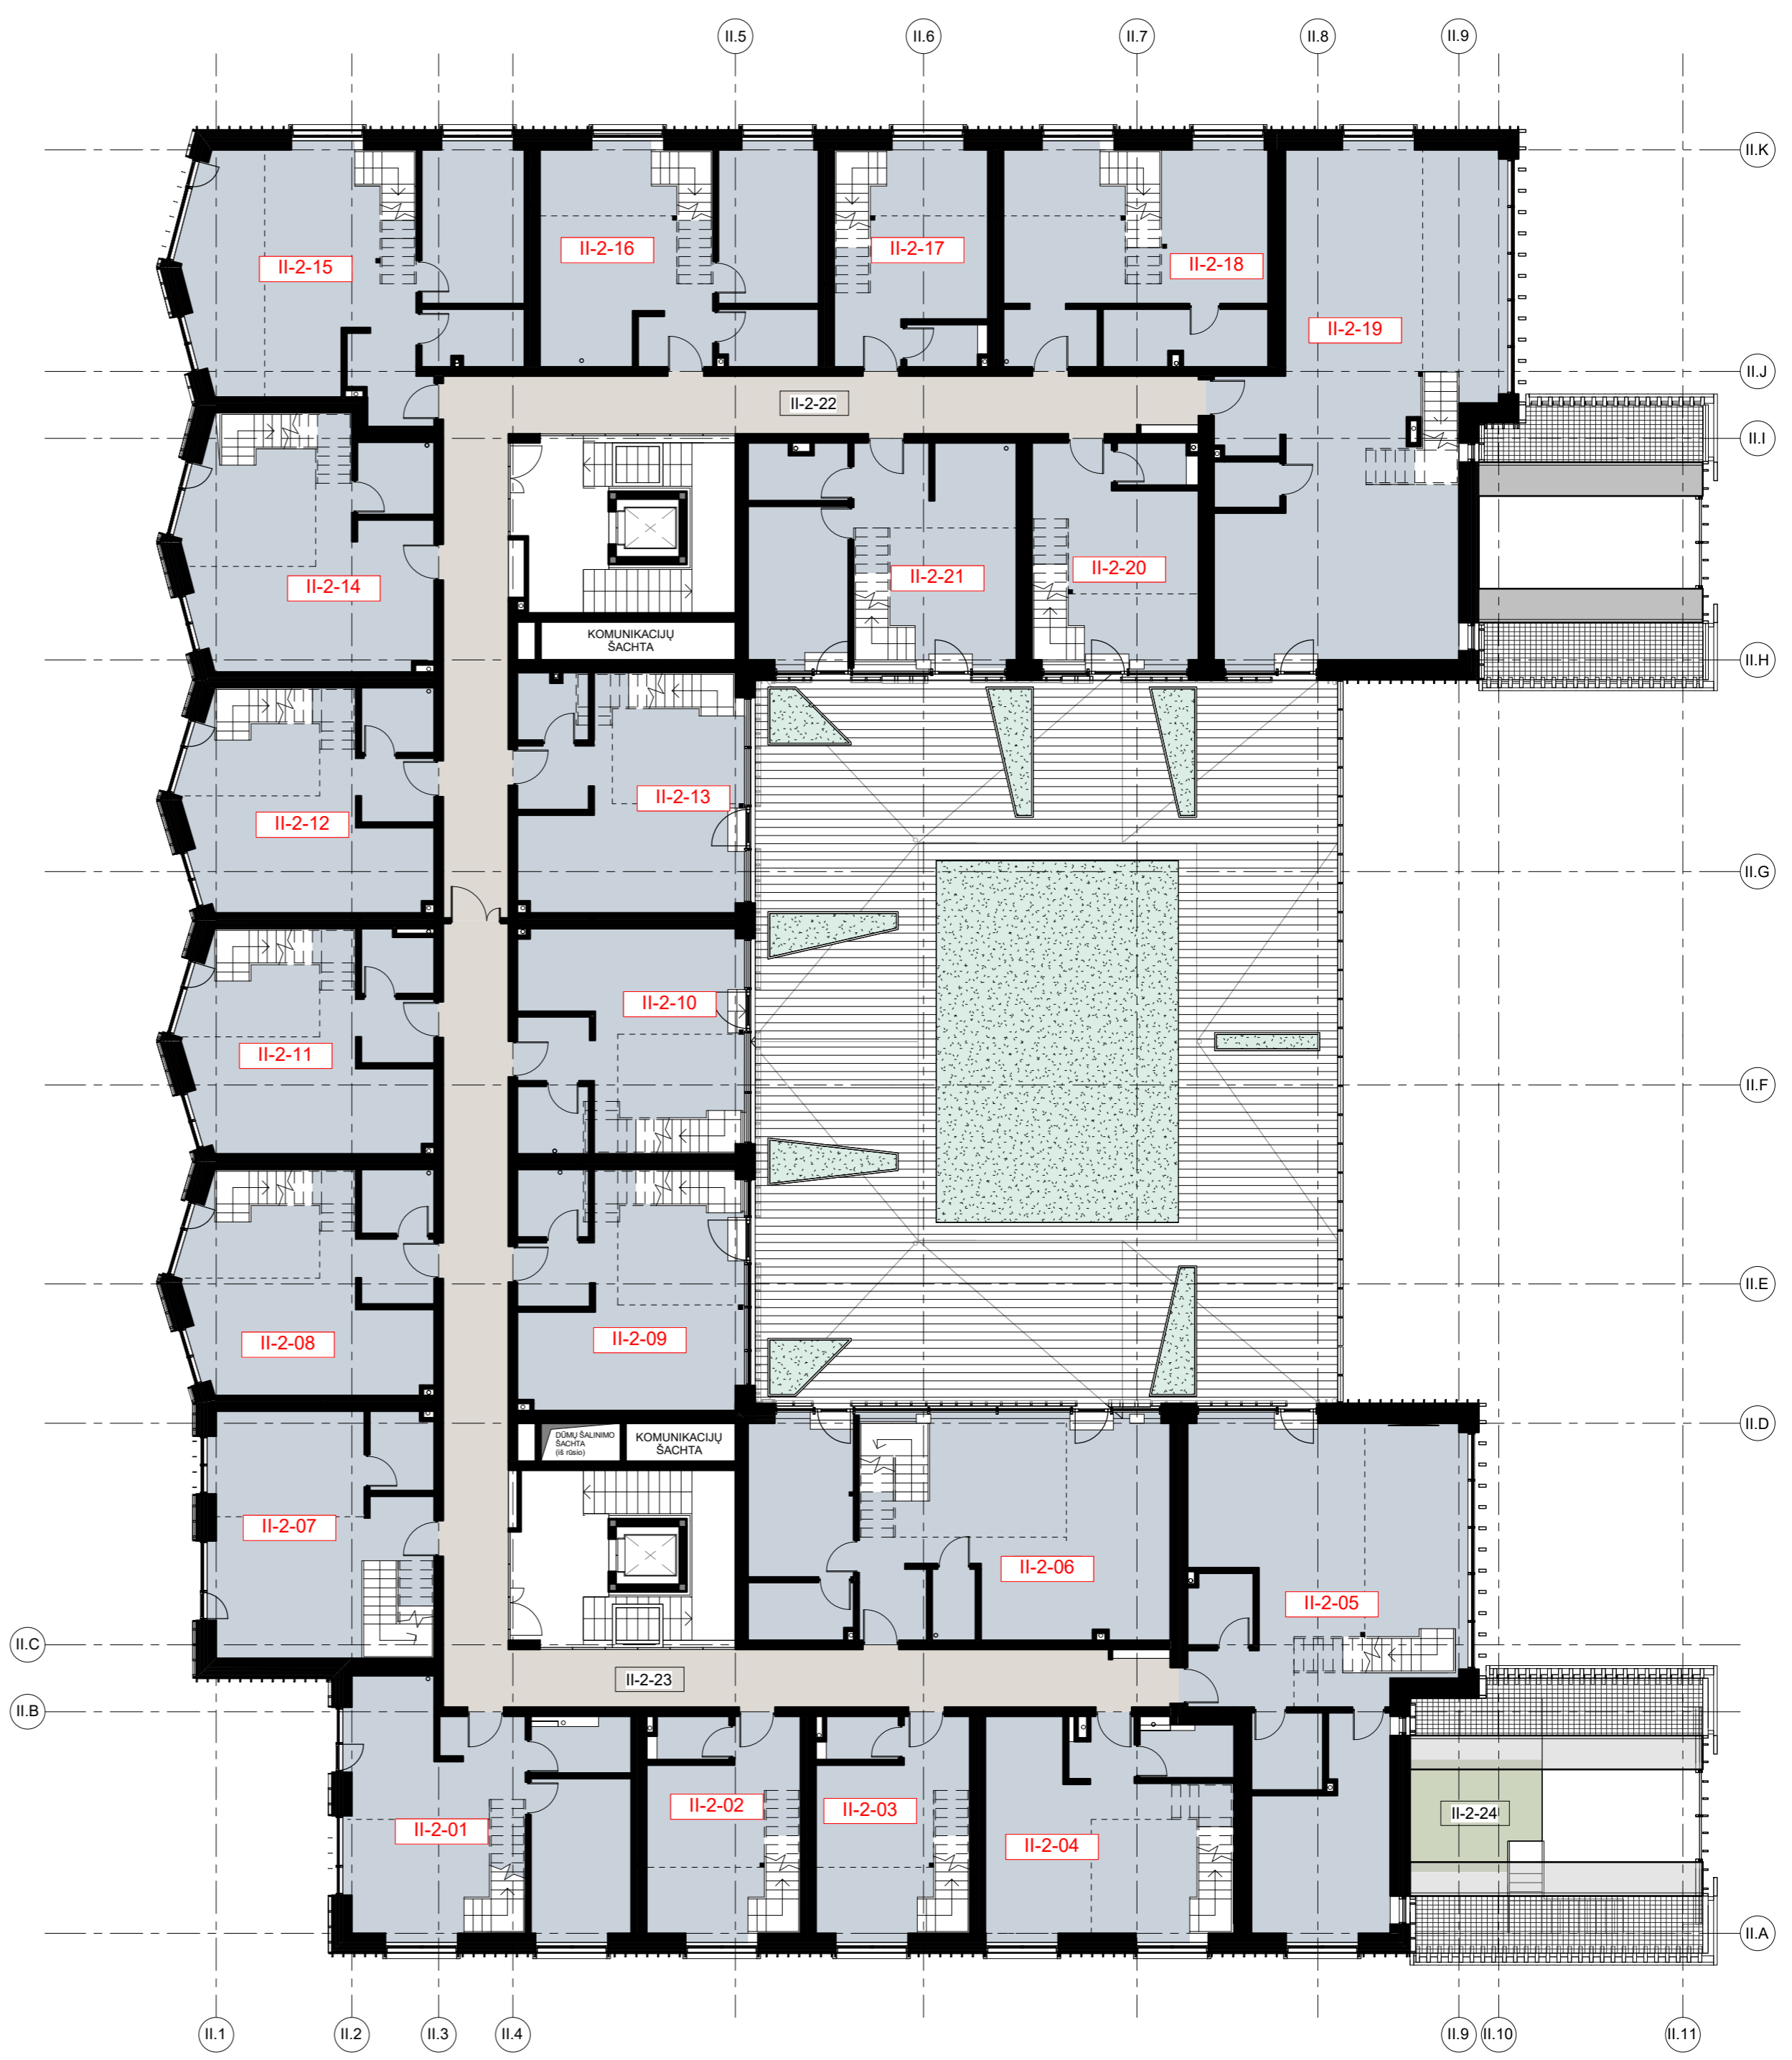 II.5 II.6 II.7 II.8 II.9
II.K
II-2-15 II-2-16 II-2-17 II-2-18
II-2-19
II.J
II-2-22
II.I
II-2-14 II-2-21 II-2-20
KOMUNIKACIJŲ
ŠACHTA
II.H
II-2-12 II-2-13
II.G
II-2-11 II-2-10
II.F
II.E
II-2-08 II-2-09
II.D
DŪMŲ ŠALINIMO
ŠACHTA
(iš rūsio)
KOMUNIKACIJŲ
ŠACHTA
II-2-07 II-2-06
II-2-05
II.C
II-2-23
II.B
II-2-01 II-2-02 II-2-03 II-2-04 II-2-24
II.A
II.1 II.2 II.3 II.4 II.9 II.10 II.11